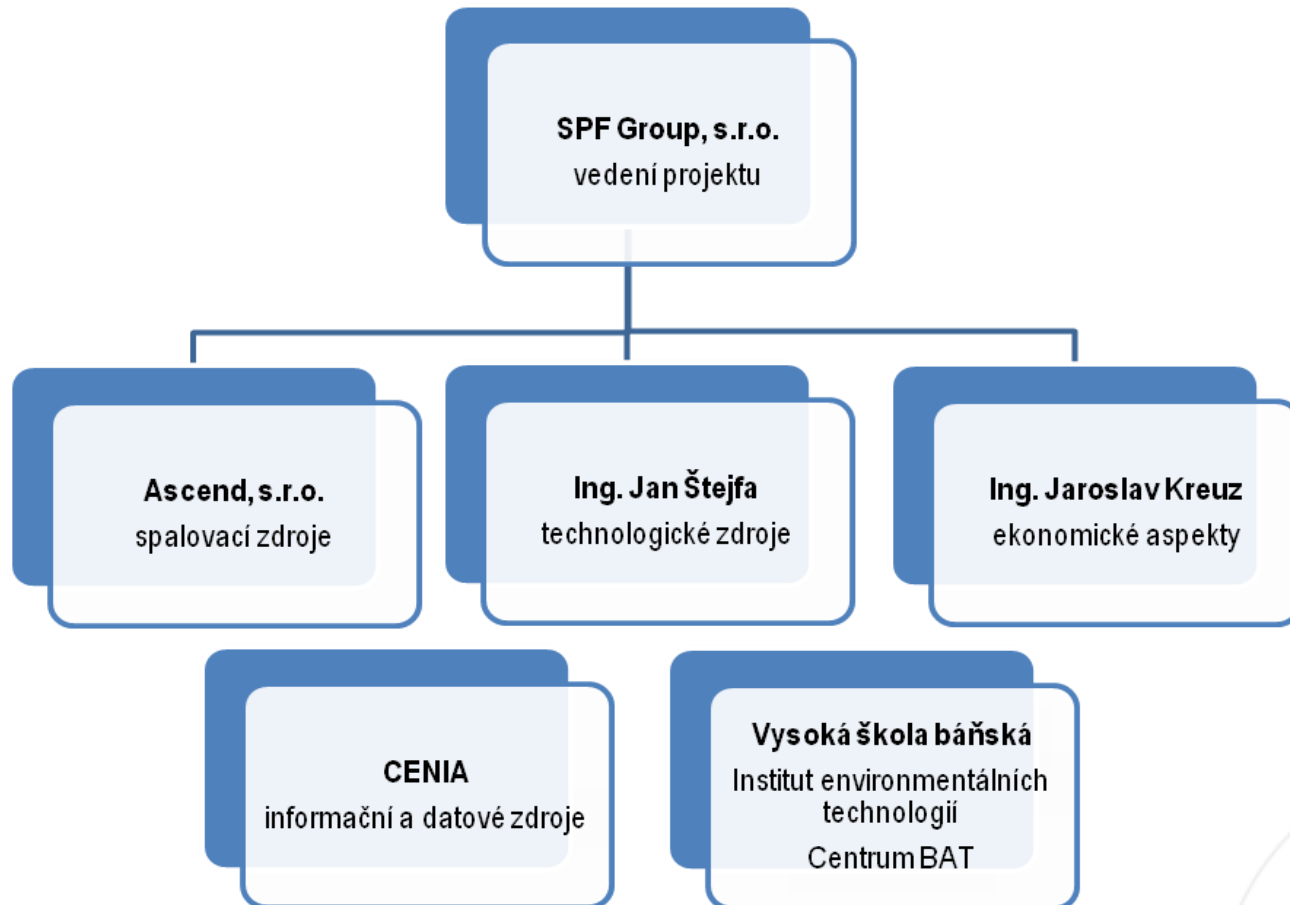 SPF Group, s.r.o.
vedení projektu
Ascend, s.r.o.
spalovací zdroje
Ing. Jan Štejfa
technologické zdroje
Ing. Jaroslav Kreuz
ekonomické aspekty
CENIA
informační a datové zdroje
Vysoká škola báňská
Institut environmentálních
technologií
Centrum BAT